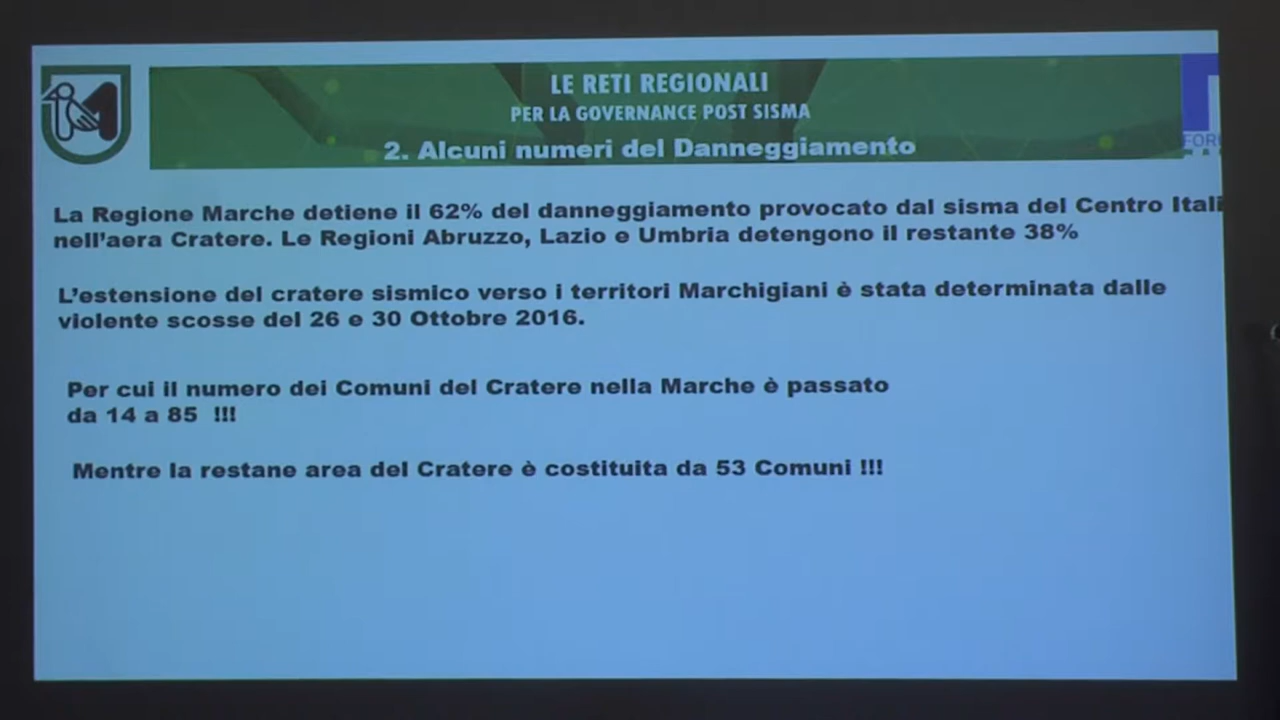 LE RETI REGIONALI
PER LA GOVERNANCE POST SISMA
2. Alcuni numeri del Danneggiamento
FOR
La Regione Marche detiene il 62% del danneggiamento provocato dal sisma del Centro Itali
nell'aera Cratere. Le Regioni Abruzzo, Lazio e Umbria detengono il restante 38%
L'estensione del cratere sismico verso i territori Marchigiani è stata determinata dalle
violente scosse del 26 e 30 Ottobre 2016.
Per cui il numero dei Comuni del Cratere nella Marche è passato
da 14 a 85 !!!
Mentre la restane area del Cratere è costituita da 53 Comuni !!!